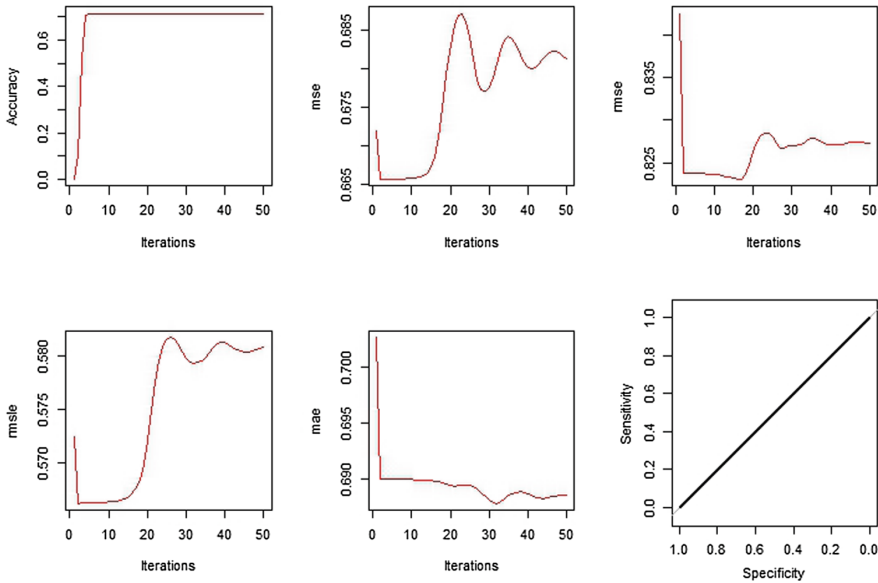 Accuracy
0.0 0.2 0.4 0.6
0 10 20 30 40 50
Iterations
mse
0.665 0.675 0.685
0 10 20 30 40 50
Iterations
rmse
0.825 0.835
0 10 20 30 40 50
Iterations
rmsle
0.570 0.575 0.580
0 10 20 30 40 50
Iterations
mae
0.690 0.695 0.700
0 10 20 30 40 50
Iterations
Sensitivity
0.0 0.2 0.4 0.6 0.8 1.0
1.0 0.8 0.6 0.4 0.2 0.0
Specificity